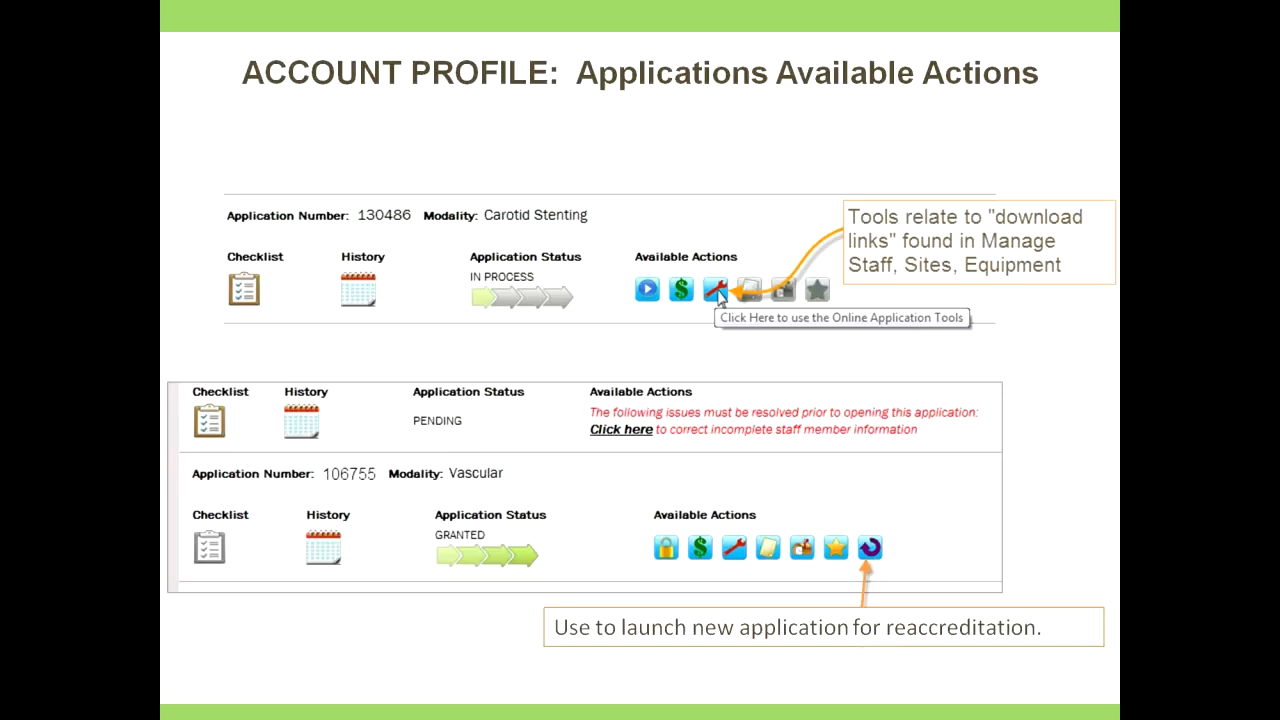 ACCOUNT PROFILE:  Applications Available Actions
Application Number: 130486 Modality: Carotid Stenting
Tools relate to "download
links" found in Manage
Staff, Sites, Equipment
Checklist History Application Status Available Actions
IN PROCESS
$
Click Here to use the Online Application Tools
Checklist History Application Status Available Actions
PENDING
The following issues must be resolved prior to opening this application:
Click here to correct incomplete staff member information
Application Number: 106755 Modality: Vascular
Checklist History Application Status Available Actions
GRANTED
$
Use to launch new application for reaccreditation.